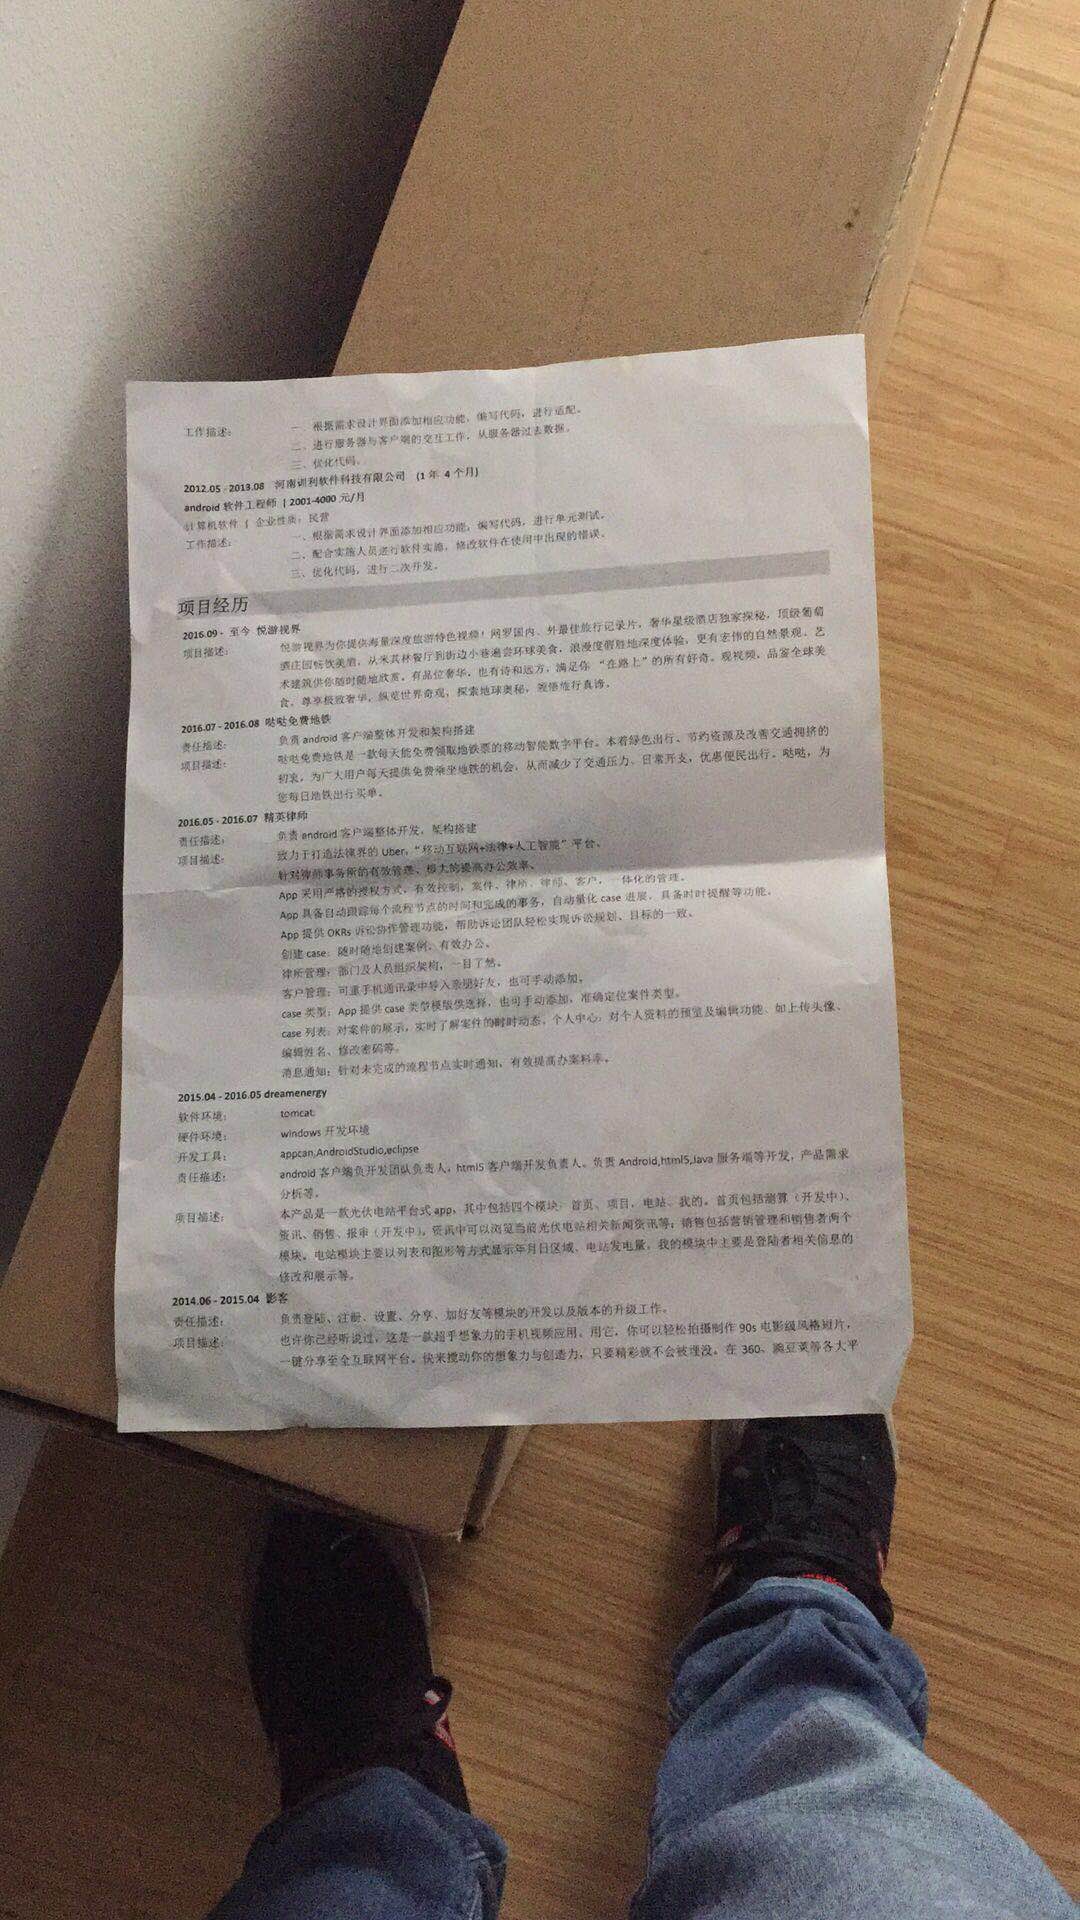 工作描述： 一、根据需求设计界面添加相应功能，编写代码，进行适配。
二、进行服务器与客户端的交互工作，从服务器过去数据。
三、优化代码。
2012.05 - 2013.08 河南训利软件科技有限公司 (1 年 4 个月)
android 软件工程师 | 2001-4000 元/月
计算机软件 | 企业性质：民营
工作描述： 一、根据需求设计界面添加相应功能，编写代码，进行单元测试。
二、配合实施人员进行软件实施，修改软件在使用中出现的错误。
三、优化代码，进行二次开发。
项目经历
2016.09 - 至今 悦游视界
项目描述： 悦游视界为你提供海量深度旅游特色视频！网罗国内、外最佳旅行记录片，奢华星级酒店独家探秘，顶级葡萄
酒庄园畅饮美酒，从米其林餐厅到街边小巷遍尝环球美食，浪漫度假胜地深度体验，更有宏伟的自然景观、艺
术建筑供你随时随地欣赏。有品位奢华，也有诗和远方，满足你 “在路上”的所有好奇。观视频，品鉴全球美
食，尊享极致奢华，纵览世界奇观，探索地球奥秘，领悟旅行真谛。
2016.07 - 2016.08 哒哒免费地铁
责任描述： 负责 android 客户端整体开发和架构搭建
项目描述： 哒哒免费地铁是一款每天能免费领取地铁票的移动智能数字平台。本着绿色出行、节约资源及改善交通拥挤的
初衷，为广大用户每天提供免费乘坐地铁的机会，从而减少了交通压力、日常开支，优惠便民出行。哒哒，为
您每日地铁出行买单。
2016.05 - 2016.07 精英律师
责任描述： 负责 android 客户端整体开发，架构搭建
项目描述： 致力于打造法律界的 Uber，“移动互联网+法律+人工智能” 平台。
针对律师事务所的有效管理、极大的提高办公效率。
App 采用严格的授权方式，有效控制，案件、律所、律师、客户，一体化的管理。
App 具备自动跟踪每个流程节点的时间和完成的事务，自动量化 case 进展，具备时时提醒等功能。
App 提供 OKRs 诉讼协作管理功能，帮助诉讼团队轻松实现诉讼规划、目标的一致。
创建 case：随时随地创建案例，有效办公。
律所管理：部门及人员组织架构，一目了然。
客户管理：可重手机通讯录中导入亲朋好友，也可手动添加。
case 类型：App 提供 case 类型模版供选择，也可手动添加，准确定位案件类型。
case 列表：对案件的展示，实时了解案件的时时动态，个人中心：对个人资料的预览及编辑功能、如上传头像、
编辑姓名、修改密码等。
消息通知：针对未完成的流程节点实时通知，有效提高办案料率。
2015.04 - 2016.05 dreamenergy
软件环境： tomcat
硬件环境： windows 开发环境
开发工具： appcan,AndroidStudio,eclipse
责任描述： android 客户端负开发团队负责人，html5 客户端开发负责人。负责 Android,html5,Java 服务端等开发，产品需求
分析等。
项目描述： 本产品是一款光伏电站平台式 app，其中包括四个模块：首页、项目、电站、我的。首页包括测算（开发中）、
资讯、销售、报审（开发中），资讯中可以浏览当前光伏电站相关新闻资讯等；销售包括营销管理和销售者两个
模块。电站模块主要以列表和图形等方式显示年月日区域、电站发电量，我的模块中主要是登陆者相关信息的
修改和展示等。
2014.06 - 2015.04 影客
责任描述： 负责登陆、注册、设置、分享、加好友等模块的开发以及版本的升级工作。
项目描述： 也许你已经听说过，这是一款超乎想象力的手机视频应用。用它，你可以轻松拍摄制作 90s 电影级风格短片，
一键分享至全互联网平台。快来搅动你的想象力与创造力，只要精彩就不会被埋没。在 360、豌豆荚等各大平